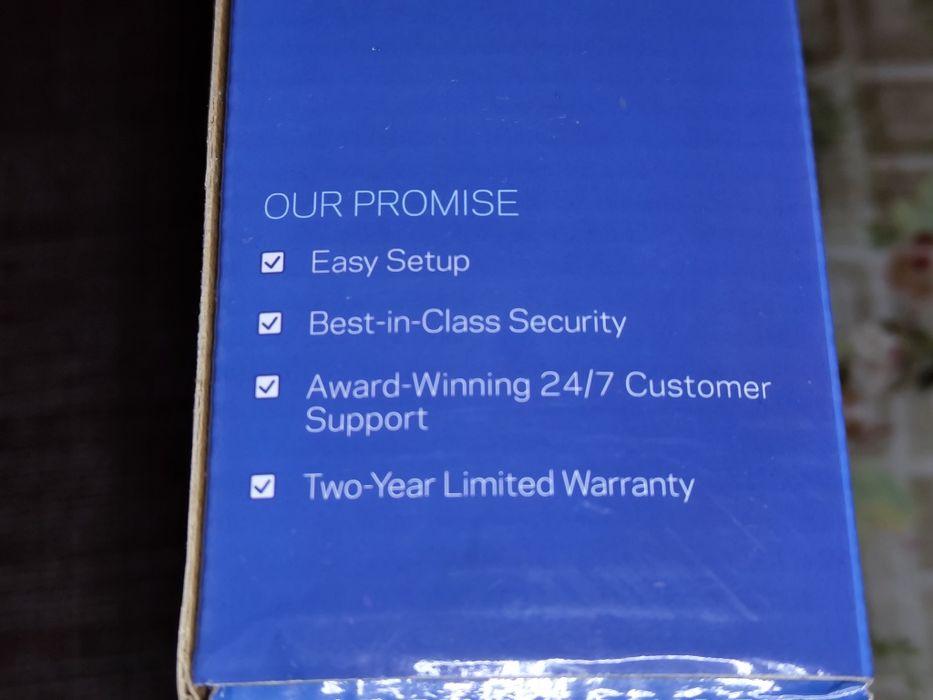 OUR PROMISE
Easy Setup
Best-in-Class Security
Award-Winning 24/7 Customer
Support
Two-Year Limited Warranty